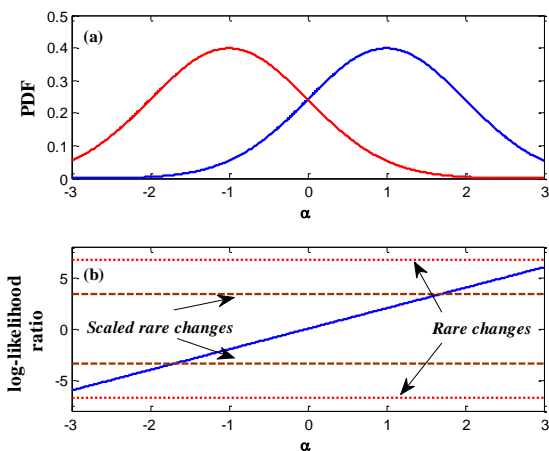 (a)
PDF
0.5
0.4
0.3
0.2
0.1
0
-3
-2
-1
0
1
2
3
α
(b)
log-likelihood
ratio
5
0
-5
Scaled rare changes
Rare changes
-3
-2
-1
0
1
2
3
α